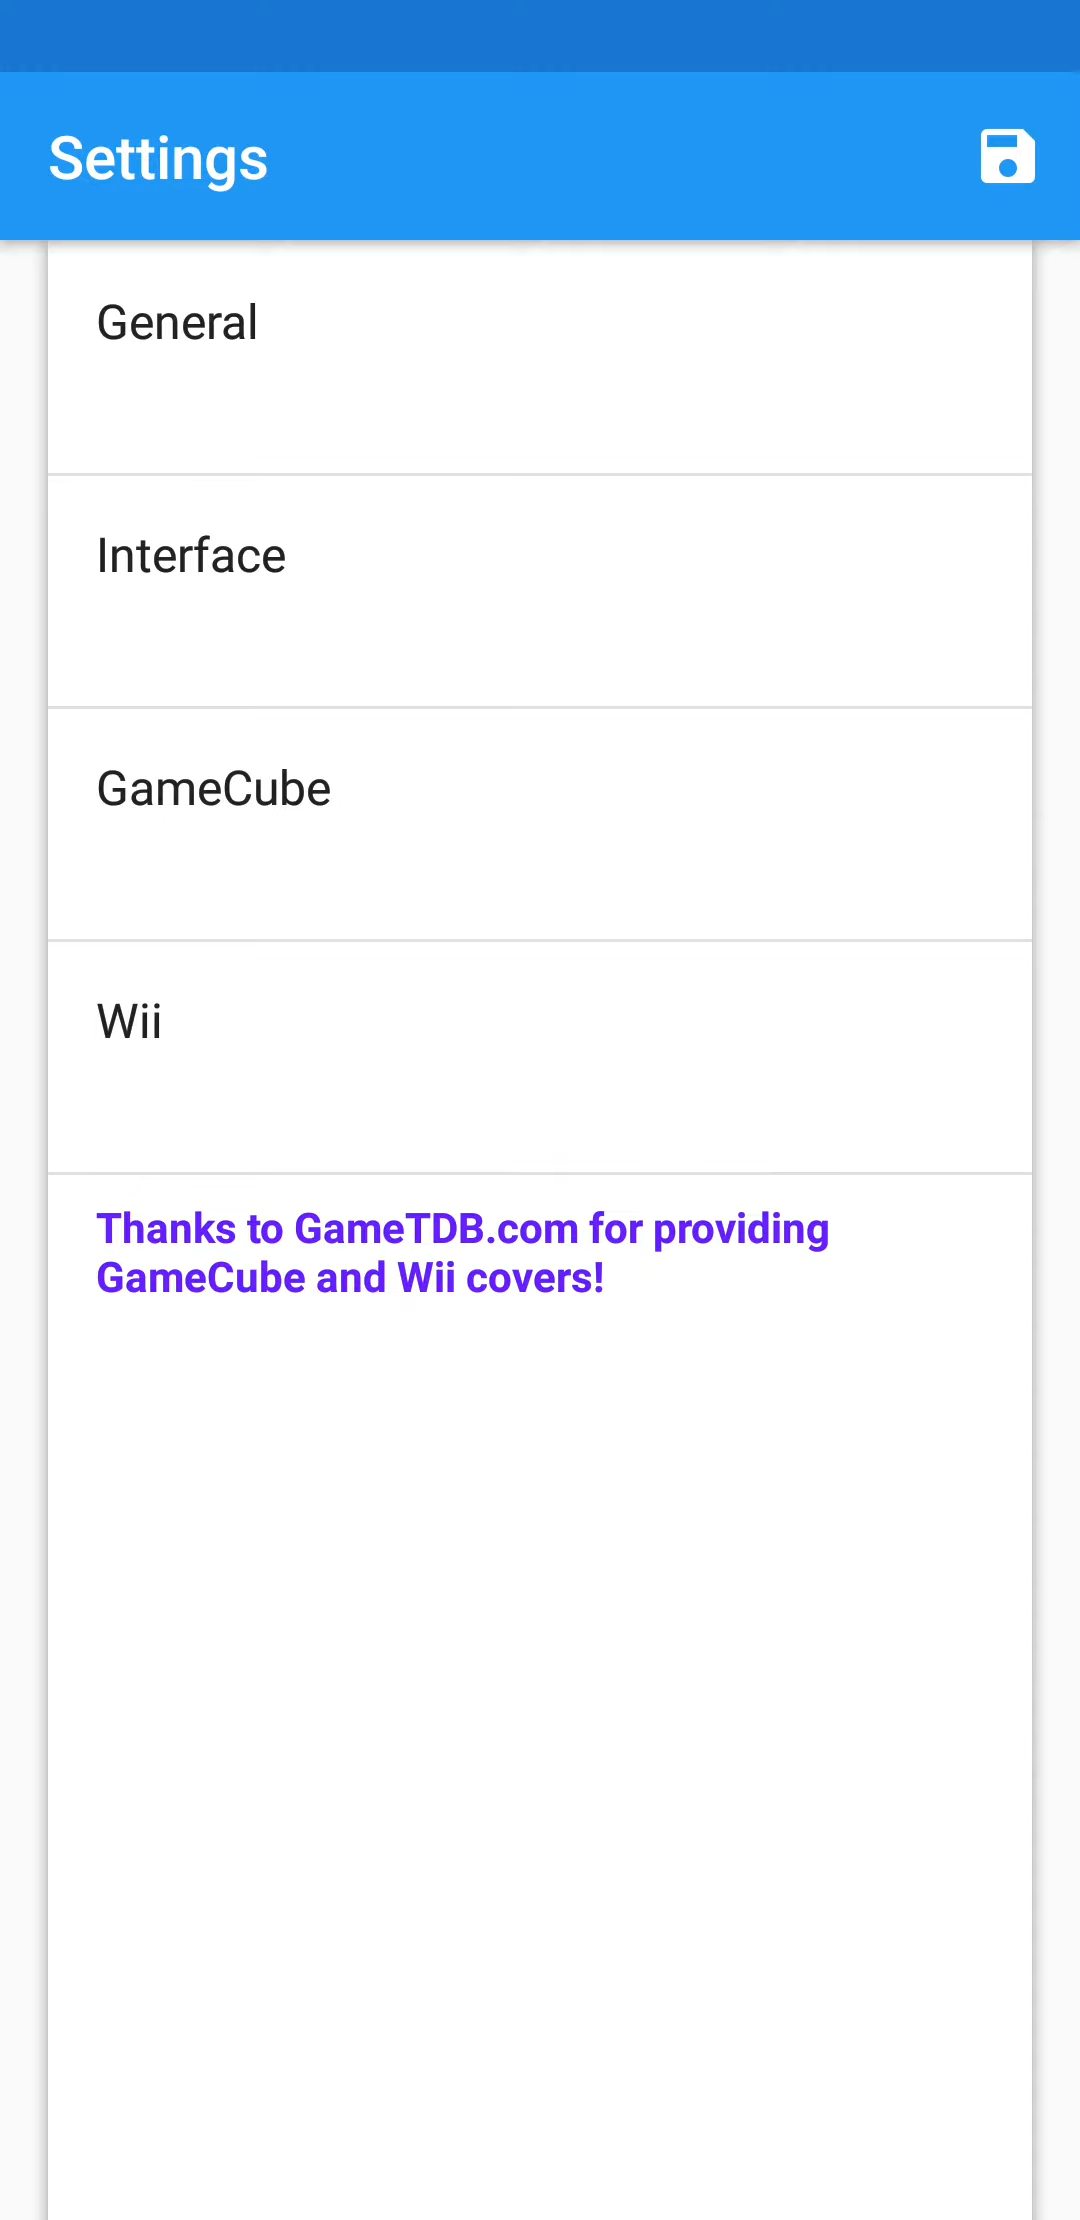 Settings
General
Interface
GameCube
Wii
Thanks to GameTDB.com for providing
GameCube and Wii covers!